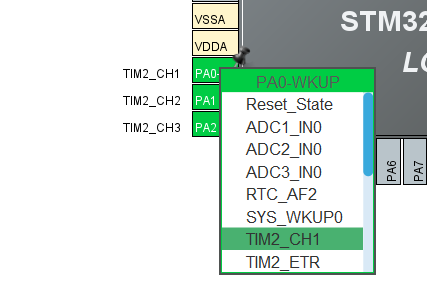 VSSA
STM32
VDDA
TIM2_CH1
PA0-
PA0-WKUP
TIM2_CH2
PA1
Reset_State
TIM2_CH3
PA2
ADC1_IN0
ADC2_IN0
ADC3_IN0
RTC_AF2
SYS_WKUP0
TIM2_CH1
TIM2_ETR
PA6
PA7